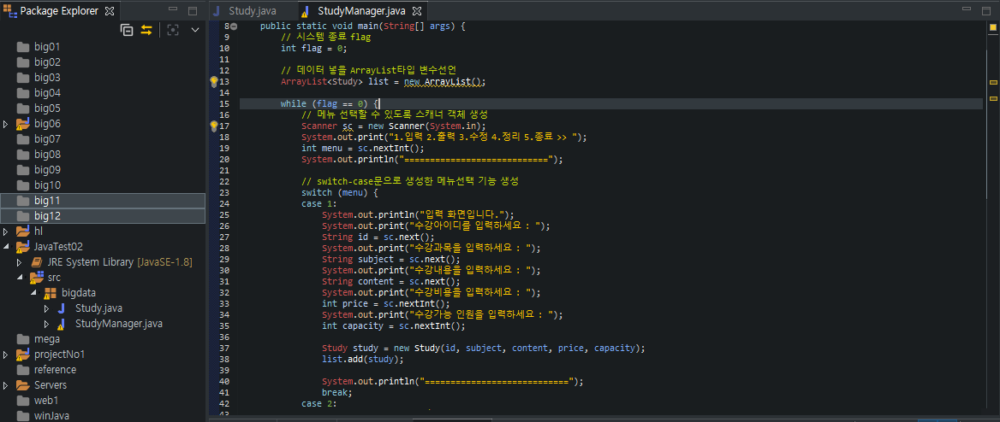 Package Explorer
big01
big02
big03
big04
big05
big06
big07
big08
big09
big10
big11
big12
hl
JavaTest02
JRE System Library [JavaSE-1.8]
src
bigdata
Study.java
StudyManager.java
mega
projectNo1
reference
Servers
web1
winJava
Study.java
StudyManager.java
8 public static void main(String[] args) {
9 // 시스템 종료 flag
10 int flag = 0;
11
12 // 데이터 넣을 ArrayList타입 변수선언
13 ArrayList<Study> list = new ArrayList();
14
15 while (flag == 0) {
16 // 메뉴 선택할 수 있도록 스캐너 객체 생성
17 Scanner sc = new Scanner(System.in);
18 System.out.print("1.입력 2.출력 3.수정 4.정리 5.종료 >> ");
19 int menu = sc.nextInt();
20 System.out.println("============================");
21
22 // switch-case문으로 생성한 메뉴선택 기능 생성
23 switch (menu) {
24 case 1:
25 System.out.println("입력 화면입니다.");
26 System.out.print("수강아이디를 입력하세요 : ");
27 String id = sc.next();
28 System.out.print("수강과목을 입력하세요 : ");
29 String subject = sc.next();
30 System.out.print("수강내용을 입력하세요 : ");
31 String content = sc.next();
32 System.out.print("수강비용을 입력하세요 : ");
33 int price = sc.nextInt();
34 System.out.print("수강가능 인원을 입력하세요 : ");
35 int capacity = sc.nextInt();
36
37 Study study = new Study(id, subject, content, price, capacity);
38 list.add(study);
39
40 System.out.println("============================");
41 break;
42 case 2: